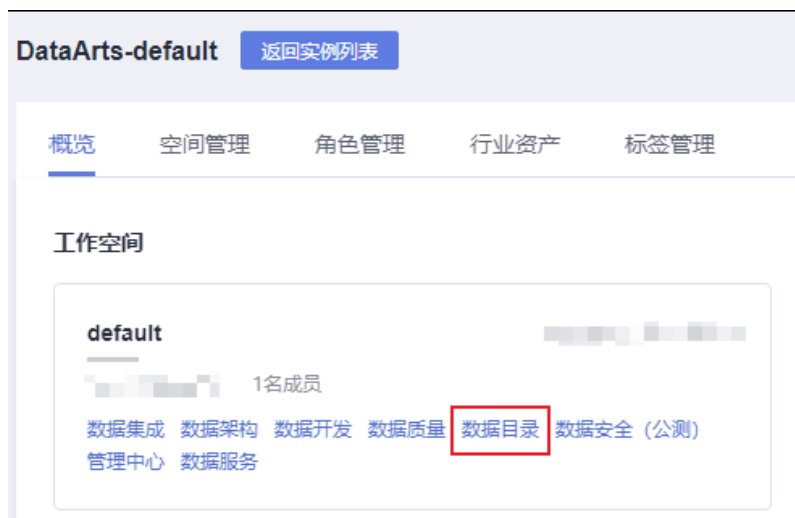 DataArts-default 返回实例列表
概览 空间管理 角色管理 行业资产 标签管理
工作空间
default
1名成员
数据集成 数据架构 数据开发 数据质量 数据目录 数据安全（公测）
管理中心 数据服务